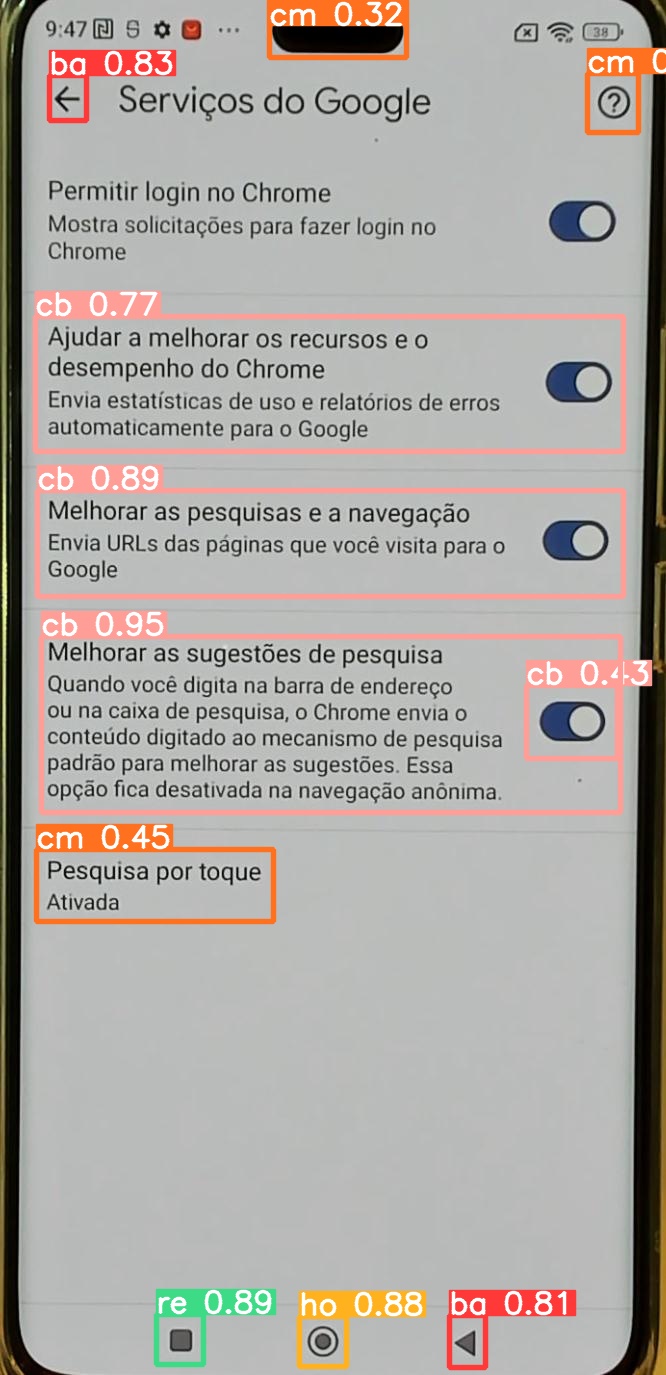 cm 0.32
9:47
38
ba 0.83
cm 0
Serviços do Google
Permitir login no Chrome
Mostra solicitações para fazer login no
Chrome
cb 0.77
Ajudar a melhorar os recursos e o
desempenho do Chrome
Envia estatísticas de uso e relatórios de erros
automaticamente para o Google
cb 0.89
Melhorar as pesquisas e a navegação
Envia URLs das páginas que você visita para o
Google
cb 0.95
Melhorar as sugestões de pesquisa
cb 0.43
Quando você digita na barra de endereço
ou na caixa de pesquisa, o Chrome envia o
conteúdo digitado ao mecanismo de pesquisa
padrão para melhorar as sugestões. Essa
opção fica desativada na navegação anônima.
cm 0.45
Pesquisa por toque
Ativada
re 0.89
ho 0.88
ba 0.81